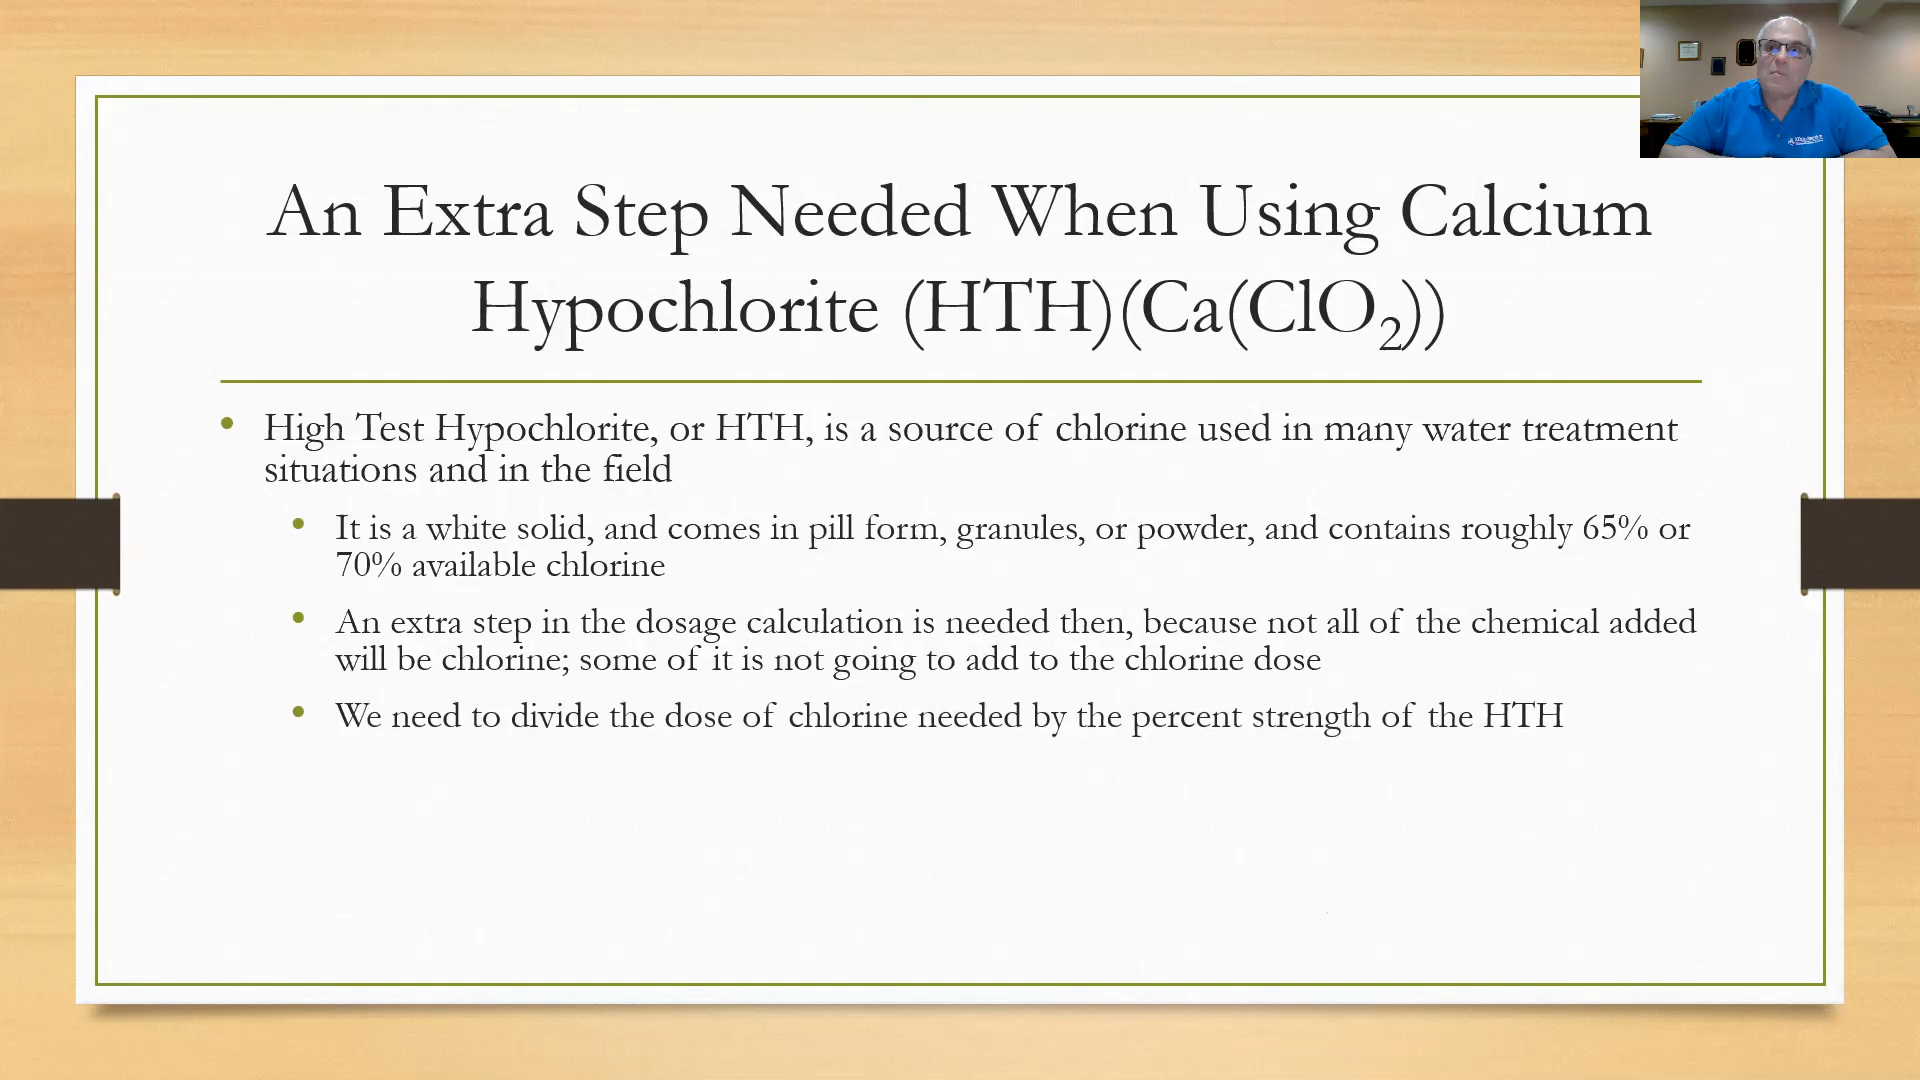 An Extra Step Needed When Using Calcium
Hypochlorite (HTH)(Ca(ClO₂))
• High Test Hypochlorite, or HTH, is a source of chlorine used in many water treatment
situations and in the field
• It is a white solid, and comes in pill form, granules, or powder, and contains roughly 65% or
70% available chlorine
• An extra step in the dosage calculation is needed then, because not all of the chemical added
will be chlorine; some of it is not going to add to the chlorine dose
• We need to divide the dose of chlorine needed by the percent strength of the HTH